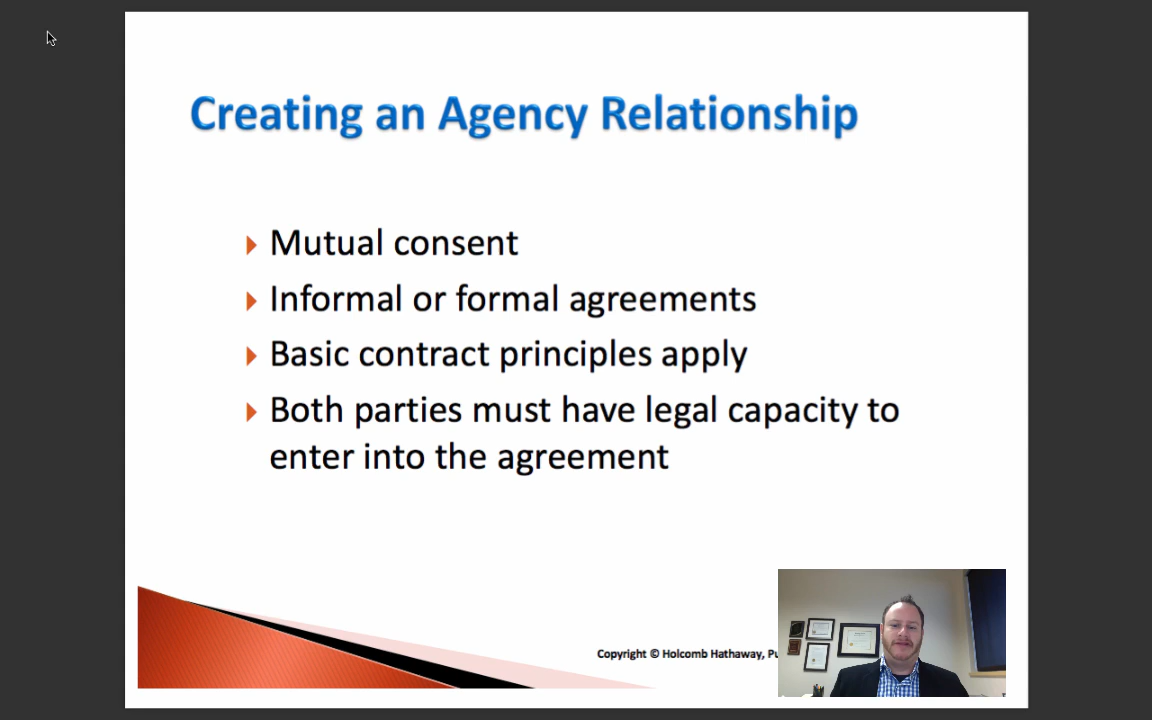 Creating an Agency Relationship
Mutual consent
Informal or formal agreements
Basic contract principles apply
Both parties must have legal capacity to
enter into the agreement
Copyright © Holcomb Hathaway,